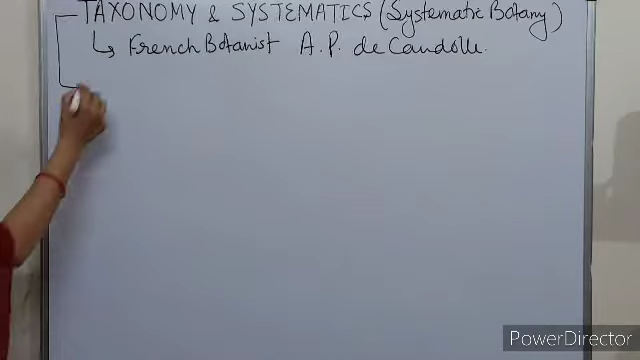 TAXONOMY & SYSTEMATICS (Systematic Botany)
French Botanist A.P. de Candolle.
PowerDirector